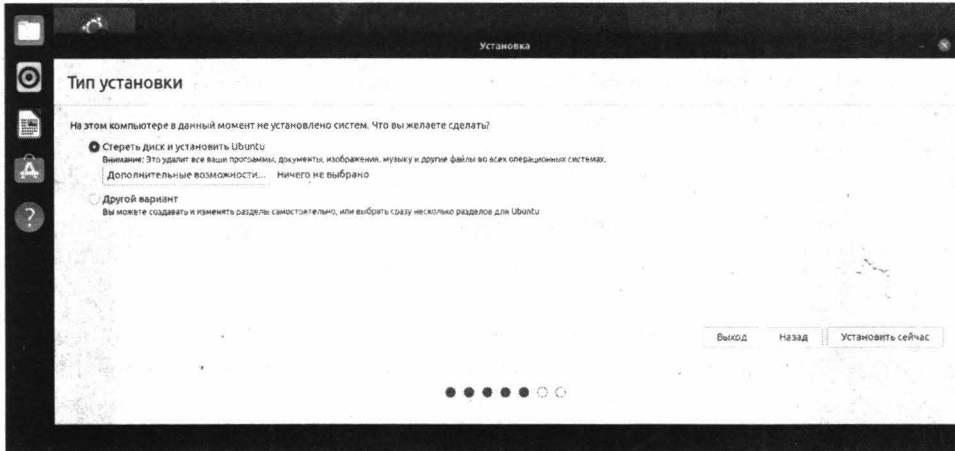 Установка
Тип установки
На этом компьютере в данный момент не установлено систем. Что вы желаете сделать?
Стереть диск и установить Ubuntu
Внимание: Это удалит все ваши программы, документы, изображения, музыку и другие файлы во всех операционных системах.
Дополнительные возможности... Ничего не выбрано
Другой вариант
Вы можете создавать и изменять разделы самостоятельно, или выбрать сразу несколько разделов для Ubuntu
Выход Назад Установить сейчас